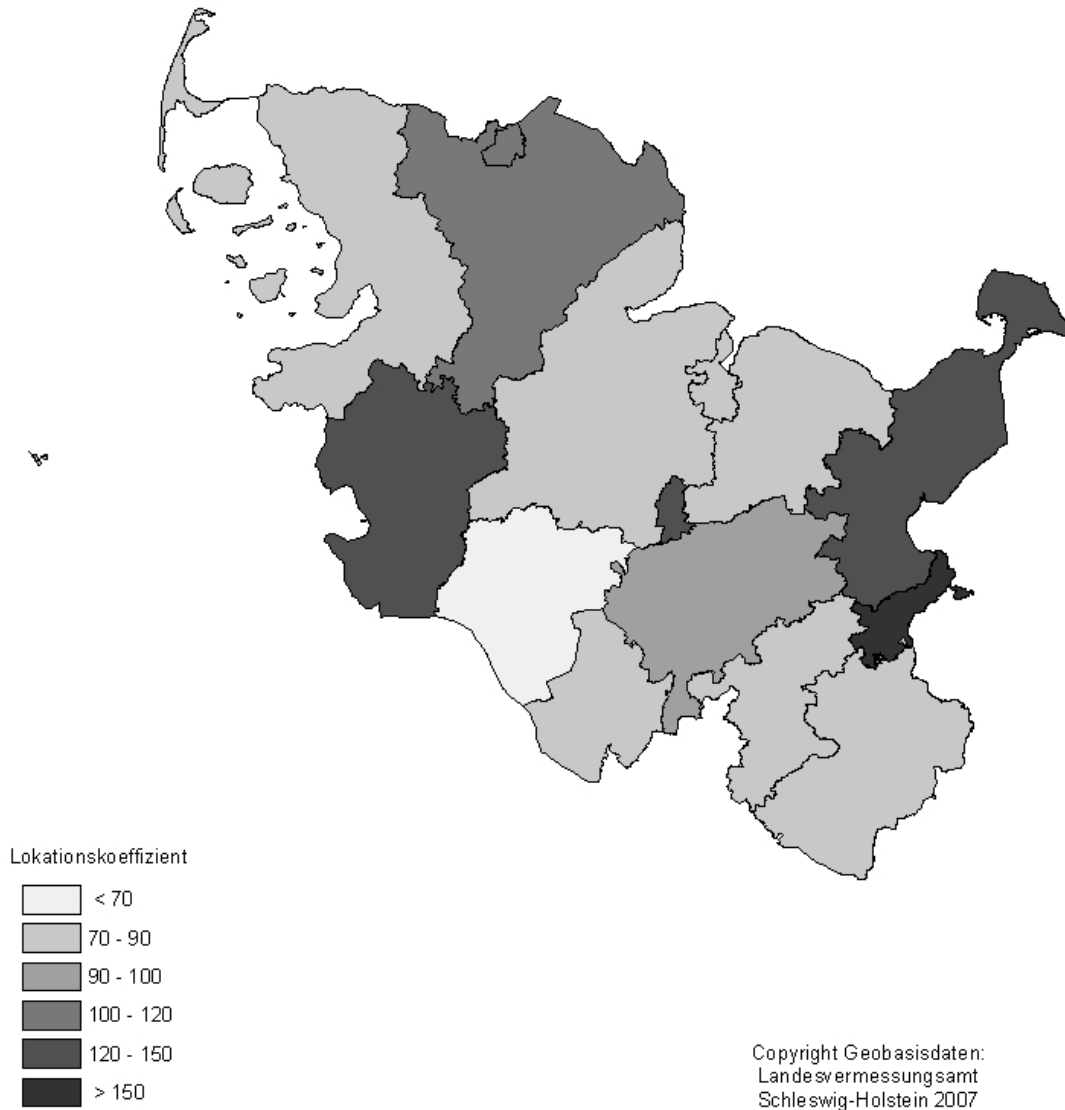 Lokationskoeffizient
< 70
70 - 90
90 - 100
100 - 120
120 - 150
> 150
Copyright Geobasisdaten:
Landesvermessungsamt
Schleswig-Holstein 2007